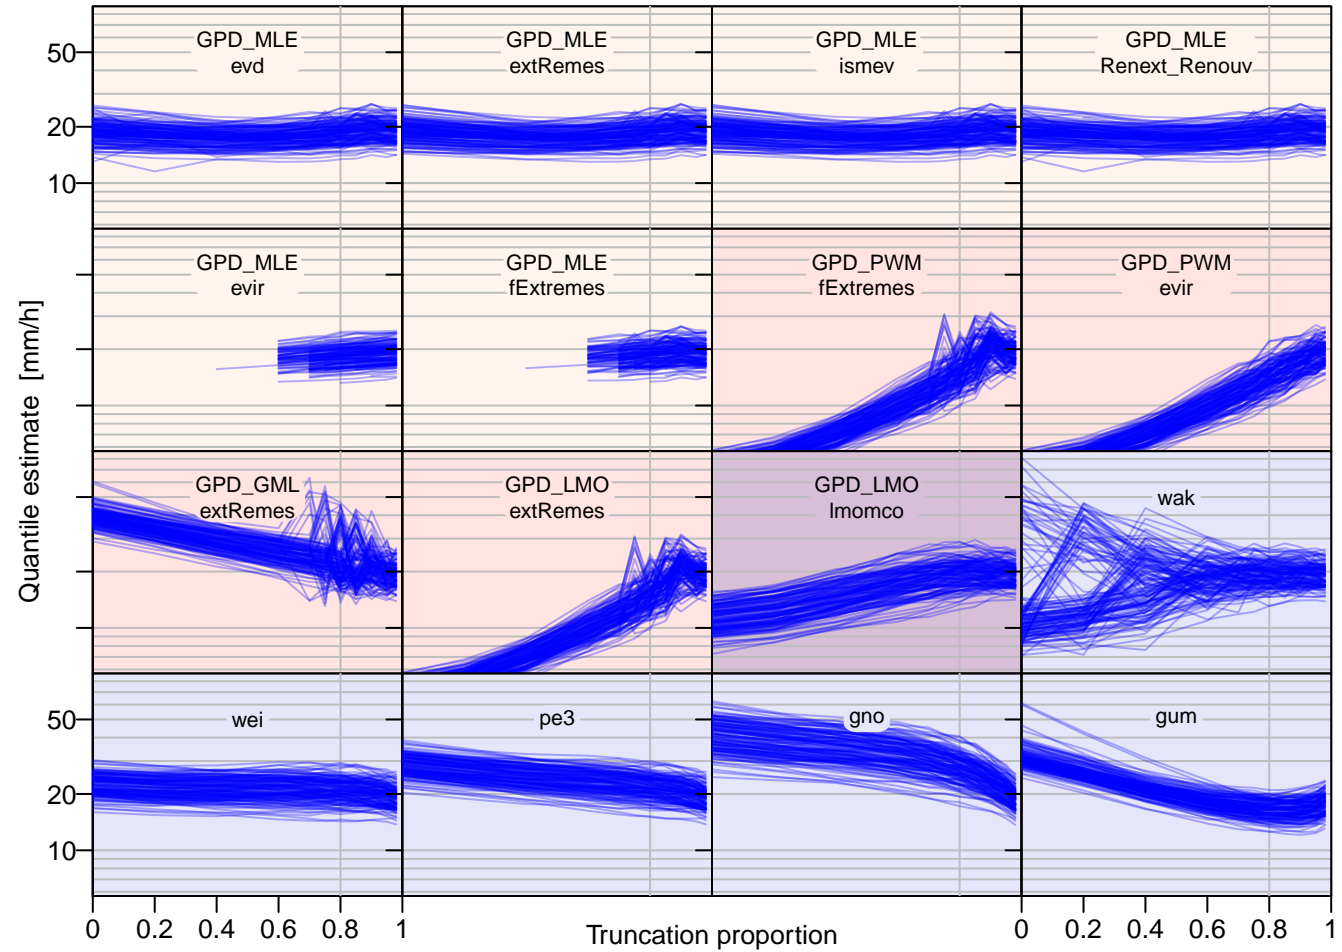 GPD_MLE
evd
GPD_MLE
extRemes
GPD_MLE
ismev
GPD_MLE
Renext_Renouv
50
20
10
GPD_MLE
evir
GPD_MLE
fExtremes
GPD_PWM
fExtremes
GPD_PWM
evir
Quantile estimate [mm/h]
GPD_GML
extRemes
GPD_LMO
extRemes
GPD_LMO
lmomco
wak
wei
pe3
gno
gum
50
20
10
0 0.2 0.4 0.6 0.8 1
Truncation proportion
0 0.2 0.4 0.6 0.8 1